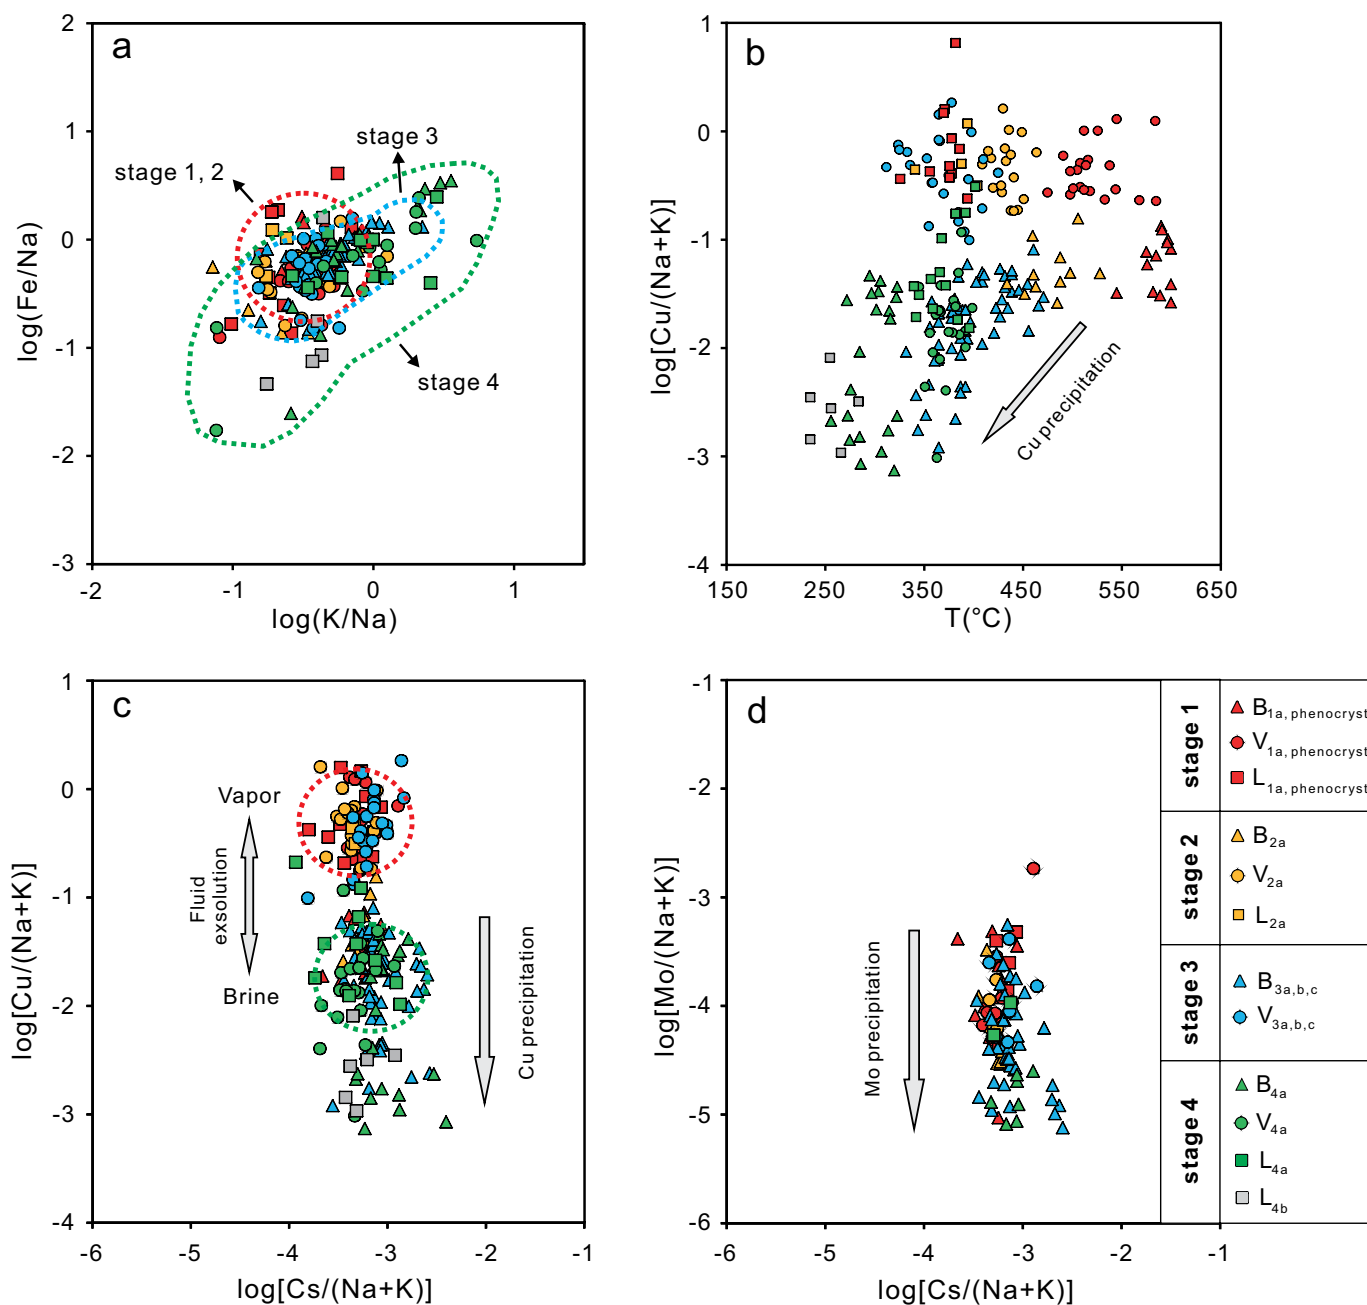 a
2
1
0
-1
-2
-3
-2
-1
0
1
log(Fe/Na)
log(K/Na)
stage 1, 2
stage 3
stage 4
b
1
0
-1
-2
-3
-4
150
250
350
450
550
650
log[Cu/(Na+K)]
T(°C)
Cu precipitation
c
1
0
-1
-2
-3
-4
-6
-5
-4
-3
-2
-1
log[Cu/(Na+K)]
log[Cs/(Na+K)]
Vapor
Fluid
exsolution
Brine
Cu precipitation
d
-1
-2
-3
-4
-5
-6
-6
-5
-4
-3
-2
-1
log[Mo/(Na+K)]
log[Cs/(Na+K)]
Mo precipitation
stage 1
B1a, phenocryst
V1a, phenocryst
L1a, phenocryst
stage 2
B2a
V2a
L2a
stage 3
B3a,b,c
V3a,b,c
stage 4
B4a
V4a
L4a
L4b